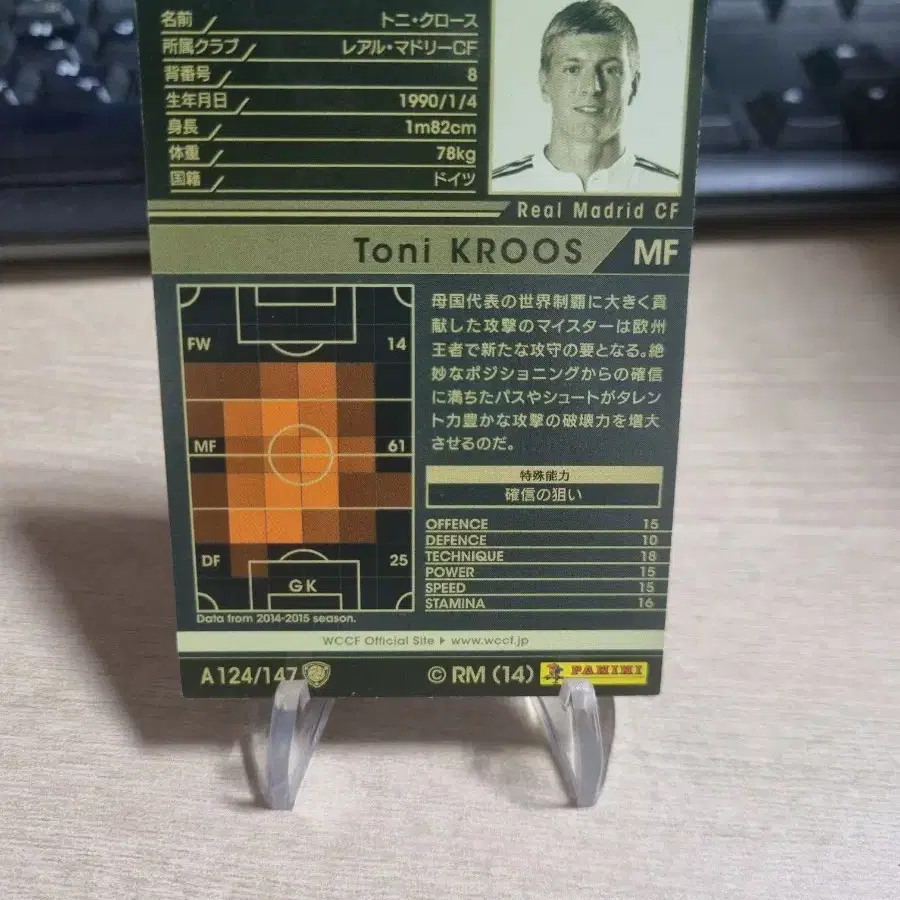 名前 トニ・クロース
所属クラブ レアル・マドリーCF
背番号 8
生年月日 1990/1/4
身長 1m82cm
体重 78kg
国籍 ドイツ
Real Madrid CF
Toni KROOS MF
FW 14
MF 61
DF 25
GK
Data from 2014-2015 season.
母国代表の世界制覇に大きく貢
献した攻撃のマイスターは欧州
王者で新たな攻守の要となる。絶
妙なポジショニングからの確信
に満ちたパスやシュートがタレン
ト力豊かな攻撃の破壊力を増大
させるのだ。
特殊能力
確信の狙い
OFFENCE 15
DEFENCE 10
TECHNIQUE 18
POWER 15
SPEED 15
STAMINA 16
WCCF Official Site ▶ www.wccf.jp
A124/147 © RM (14) PANINI